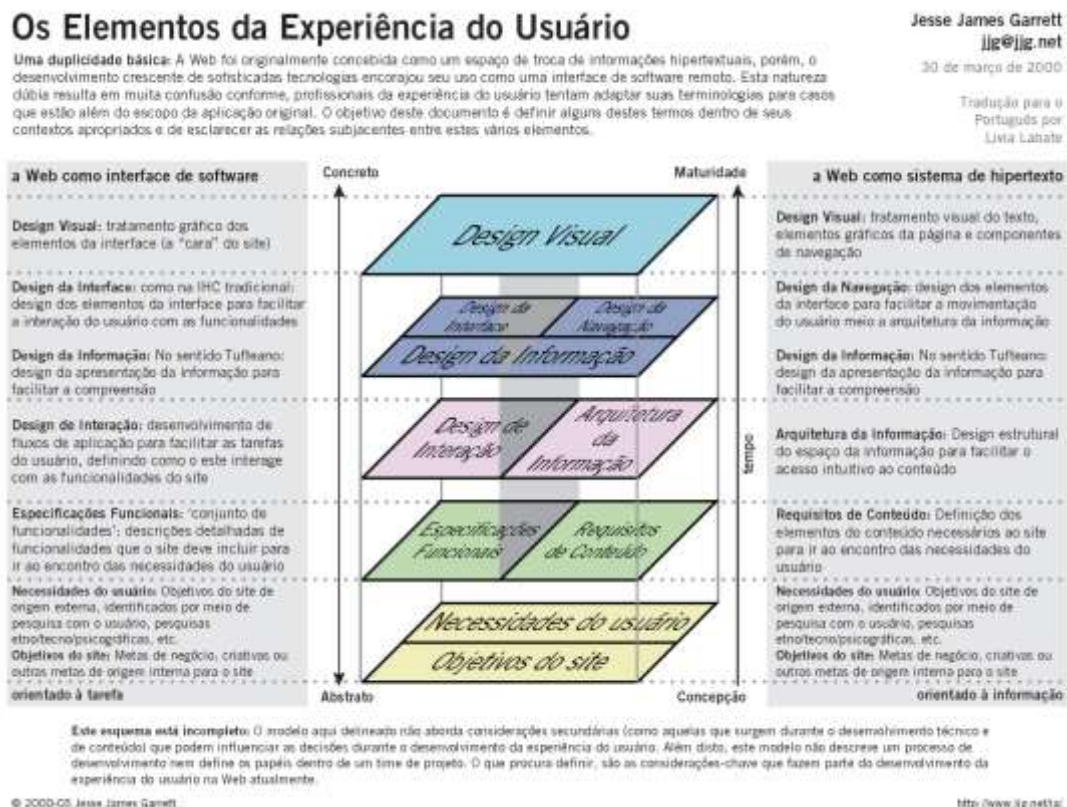 Os Elementos da Experiência do Usuário
Jesse James Garrett
jjg@jjg.net
30 de março de 2000
Tradução para o
Português por
Livia Labate
Uma duplicidade básica: A Web foi originalmente concebida como um espaço de troca de informações hipertextuais, porém, o
desenvolvimento crescente de sofisticadas tecnologias encorajou seu uso como uma interface de software remoto. Esta natureza
dúbia resulta em muita confusão conforme, profissionais da experiência do usuário tentam adaptar suas terminologias para casos
que estão além do escopo da aplicação original. O objetivo deste documento é definir alguns destes termos dentro de seus
contextos apropriados e de esclarecer as relações subjacentes entre estes vários elementos.
a Web como interface de software
Design Visual: tratamento gráfico dos
elementos da interface (a "cara" do site)
Design da Interface: como na IHC tradicional:
design dos elementos da interface para facilitar
a interação do usuário com as funcionalidades
Design da Informação: No sentido Tufteano:
design da apresentação da informação para
facilitar a compreensão
Design de Interação: desenvolvimento de
fluxos de aplicação para facilitar as tarefas
do usuário, definindo como o este interage
com as funcionalidades do site
Especificações Funcionais: 'conjunto de
funcionalidades': descrições detalhadas de
funcionalidades que o site deve incluir para
ir ao encontro das necessidades do usuário
Necessidades do usuário: Objetivos do site de
origem externa, identificados por meio de
pesquisa com o usuário, pesquisas
etno/tecno/psicográficas, etc.
Objetivos do site: Metas de negócio, criativas ou
outras metas de origem interna para o site
orientado à tarefa
Concreto
Maturidade
Design Visual
Design da
Interface
Design da
Navegação
Design da Informação
Design de
Interação
Arquitetura
da
Informação
Especificações
Funcionais
Requisitos
de Conteúdo
Necessidades do usuário
Objetivos do site
tempo
Abstrato
Concepção
a Web como sistema de hipertexto
Design Visual: tratamento visual do texto,
elementos gráficos da página e componentes
de navegação
Design da Navegação: design dos elementos
da interface para facilitar a movimentação
do usuário meio a arquitetura da informação
Design da Informação: No sentido Tufteano:
design da apresentação da informação para
facilitar a compreensão
Arquitetura da Informação: Design estrutural
do espaço da informação para facilitar o
acesso intuitivo ao conteúdo
Requisitos de Conteúdo: Definição dos
elementos do conteúdo necessários ao site
para ir ao encontro das necessidades do
usuário
Necessidades do usuário: Objetivos do site de
origem externa, identificados por meio de
pesquisa com o usuário, pesquisas
etno/tecno/psicográficas, etc.
Objetivos do site: Metas de negócio, criativas ou
outras metas de origem interna para o site
orientado à informação
Este esquema está incompleto: O modelo aqui delineado não aborda considerações secundárias (como aquelas que surgem durante o desenvolvimento técnico e
de conteúdo) que podem influenciar as decisões durante o desenvolvimento da experiência do usuário. Além disto, este modelo não descreve um processo de
desenvolvimento nem define os papéis dentro de um time de projeto. O que procura definir, são as considerações-chave que fazem parte do desenvolvimento da
experiência do usuário na Web atualmente.
© 2000-05 Jesse James Garrett
http://www.jjg.net/ia/